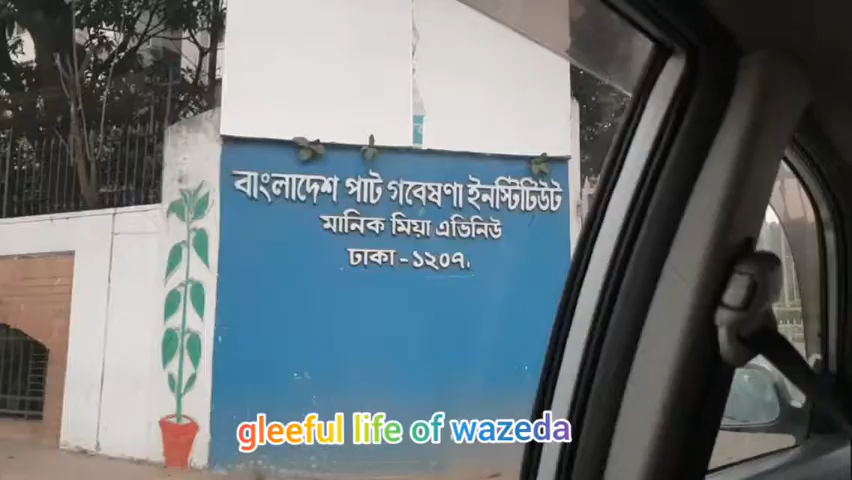 বাংলাদেশ পাট গবেষণা ইনস্টিটিউট
মানিক মিয়া এভিনিউ
ঢাকা - ১২০৭.
gleeful life of wazeda